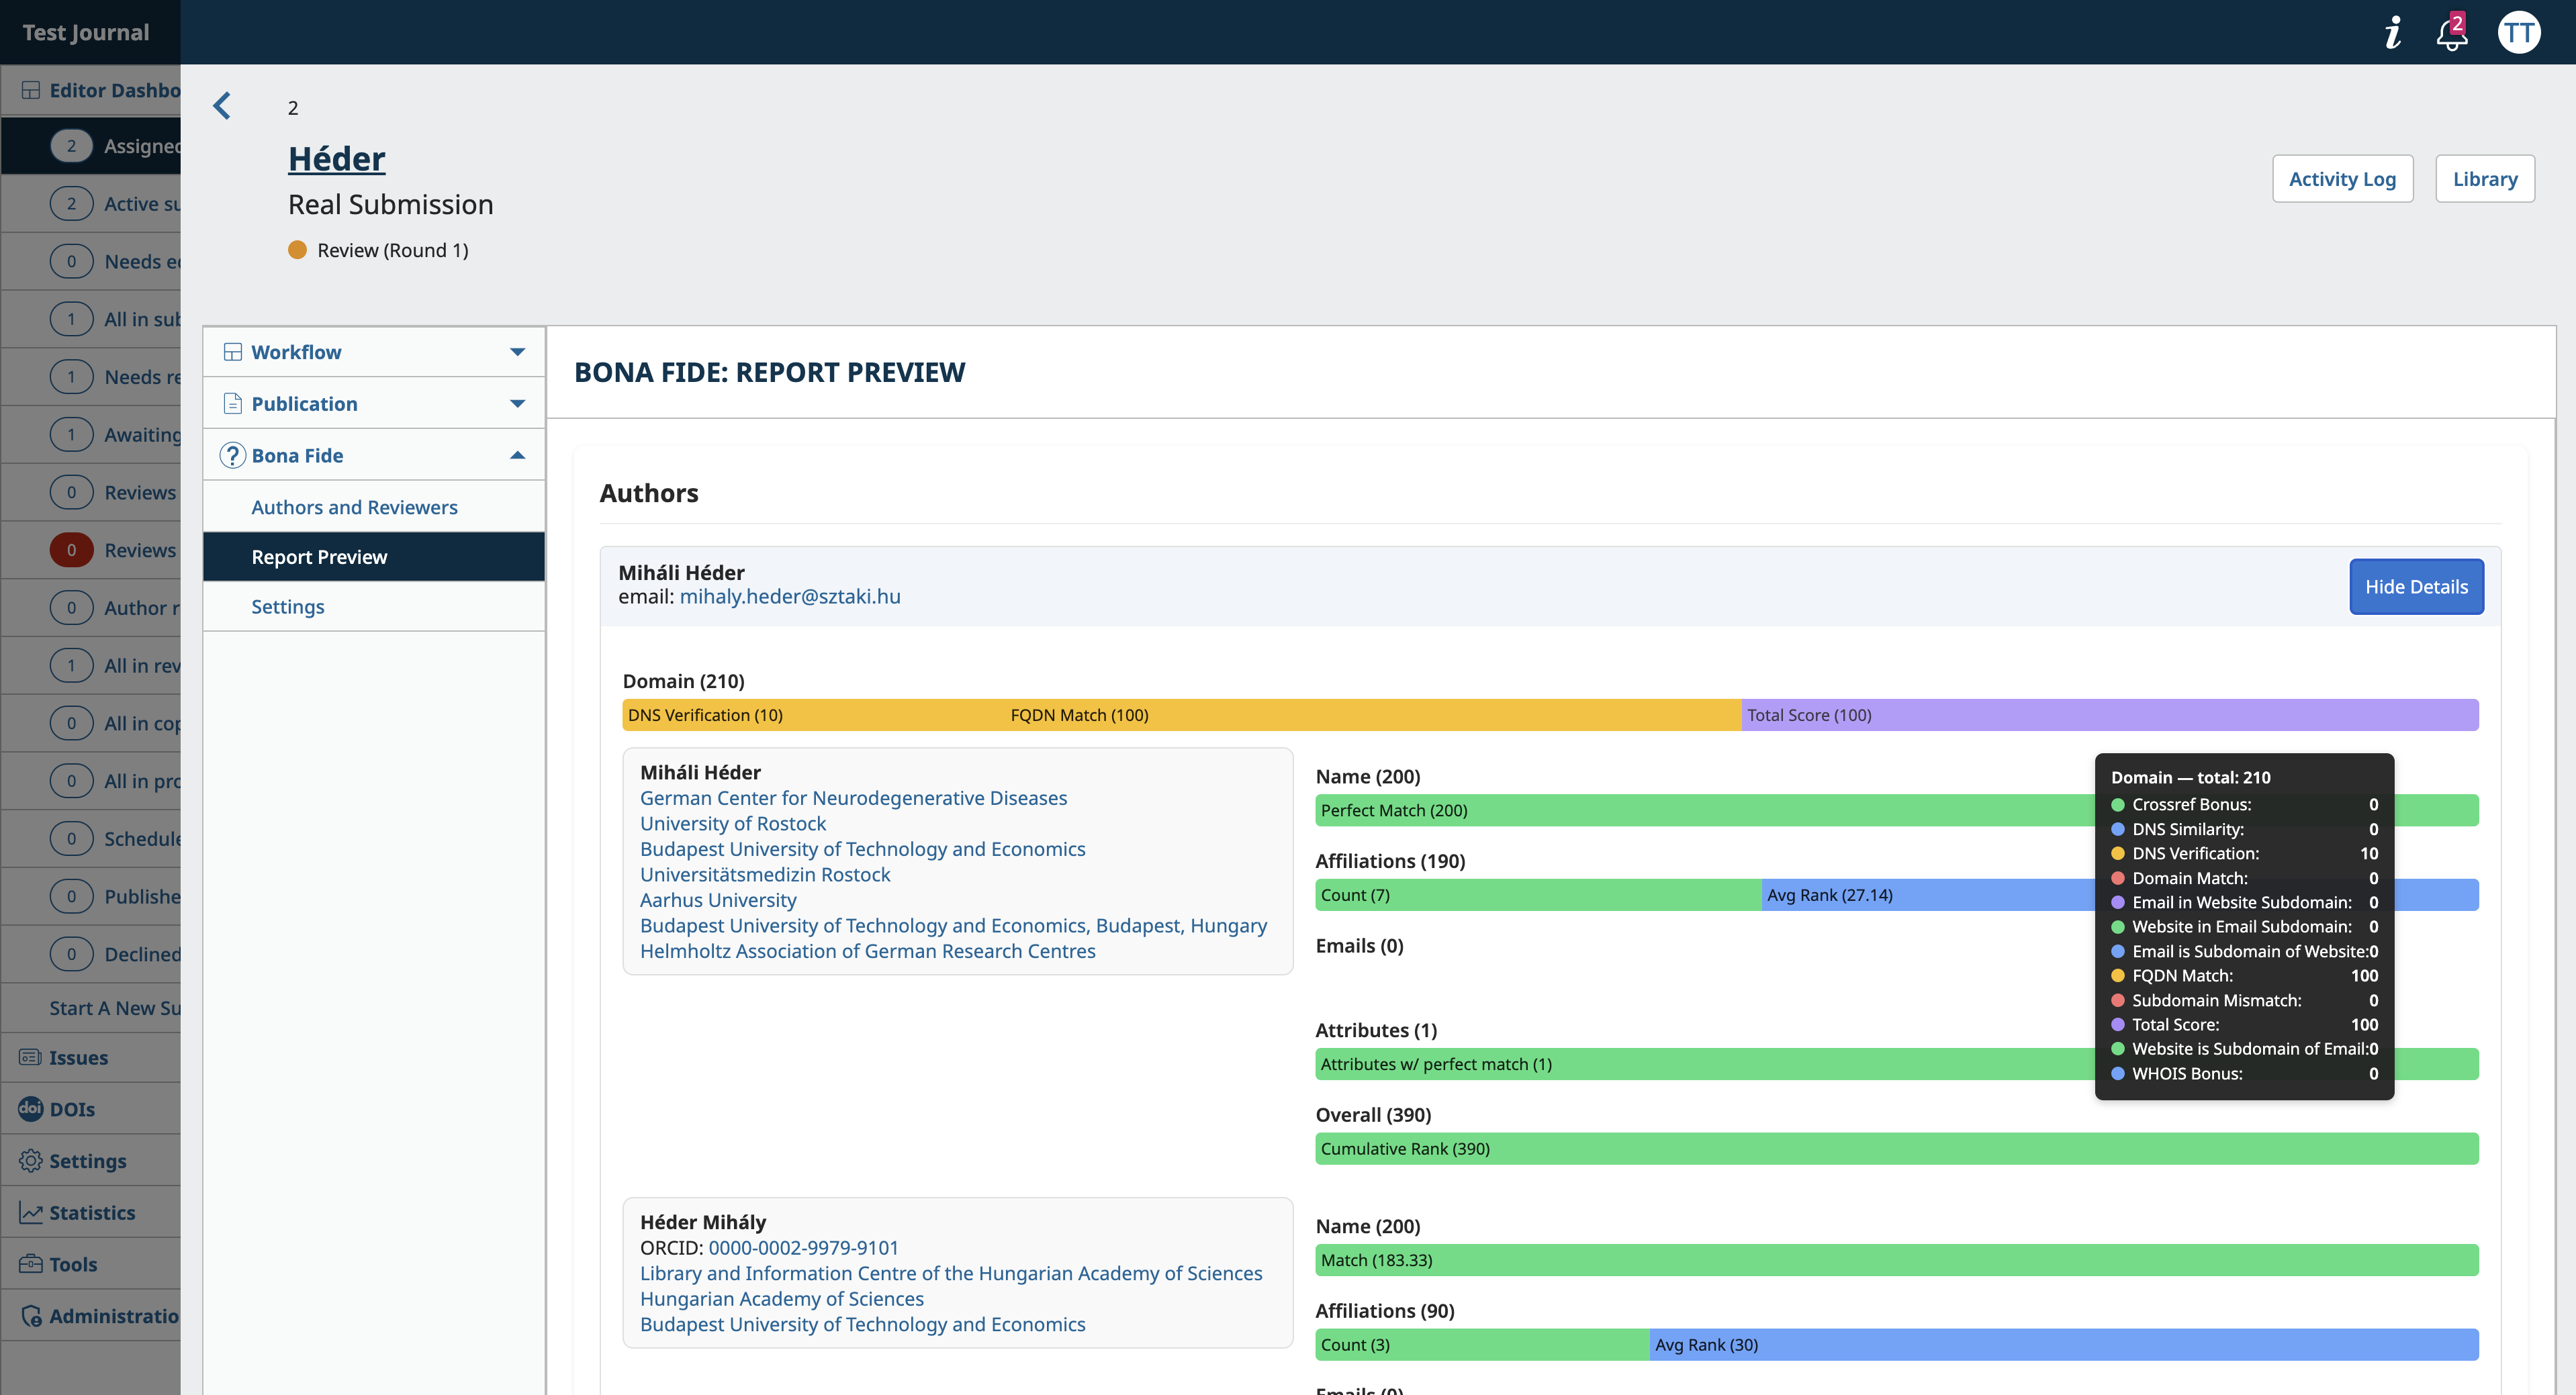 Test Journal
2
TT
Editor Dashbo
2 Assigned
2 Active su
0 Needs e
1 All in sub
1 Needs re
1 Awaiting
0 Reviews
0 Reviews
0 Author r
1 All in rev
0 All in cop
0 All in pro
0 Schedule
0 Publishe
0 Declined
Start A New Su
Issues
doi DOIs
Settings
Statistics
Tools
Administratio
2
Héder
Real Submission
Review (Round 1)
Activity Log
Library
Workflow
Publication
? Bona Fide
Authors and Reviewers
Report Preview
Settings
BONA FIDE: REPORT PREVIEW
Authors
Miháli Héder
email: mihaly.heder@sztaki.hu
Hide Details
Domain (210)
DNS Verification (10) FQDN Match (100) Total Score (100)
Miháli Héder
German Center for Neurodegenerative Diseases
University of Rostock
Budapest University of Technology and Economics
Universitätsmedizin Rostock
Aarhus University
Budapest University of Technology and Economics, Budapest, Hungary
Helmholtz Association of German Research Centres
Name (200)
Perfect Match (200)
Affiliations (190)
Count (7) Avg Rank (27.14)
Emails (0)
Attributes (1)
Attributes w/ perfect match (1)
Overall (390)
Cumulative Rank (390)
Domain — total: 210
Crossref Bonus: 0
DNS Similarity: 0
DNS Verification: 10
Domain Match: 0
Email in Website Subdomain: 0
Website in Email Subdomain: 0
Email is Subdomain of Website:0
FQDN Match: 100
Subdomain Mismatch: 0
Total Score: 100
Website is Subdomain of Email:0
WHOIS Bonus: 0
Héder Mihály
ORCID: 0000-0002-9979-9101
Library and Information Centre of the Hungarian Academy of Sciences
Hungarian Academy of Sciences
Budapest University of Technology and Economics
Name (200)
Match (183.33)
Affiliations (90)
Count (3) Avg Rank (30)
Emails (0)